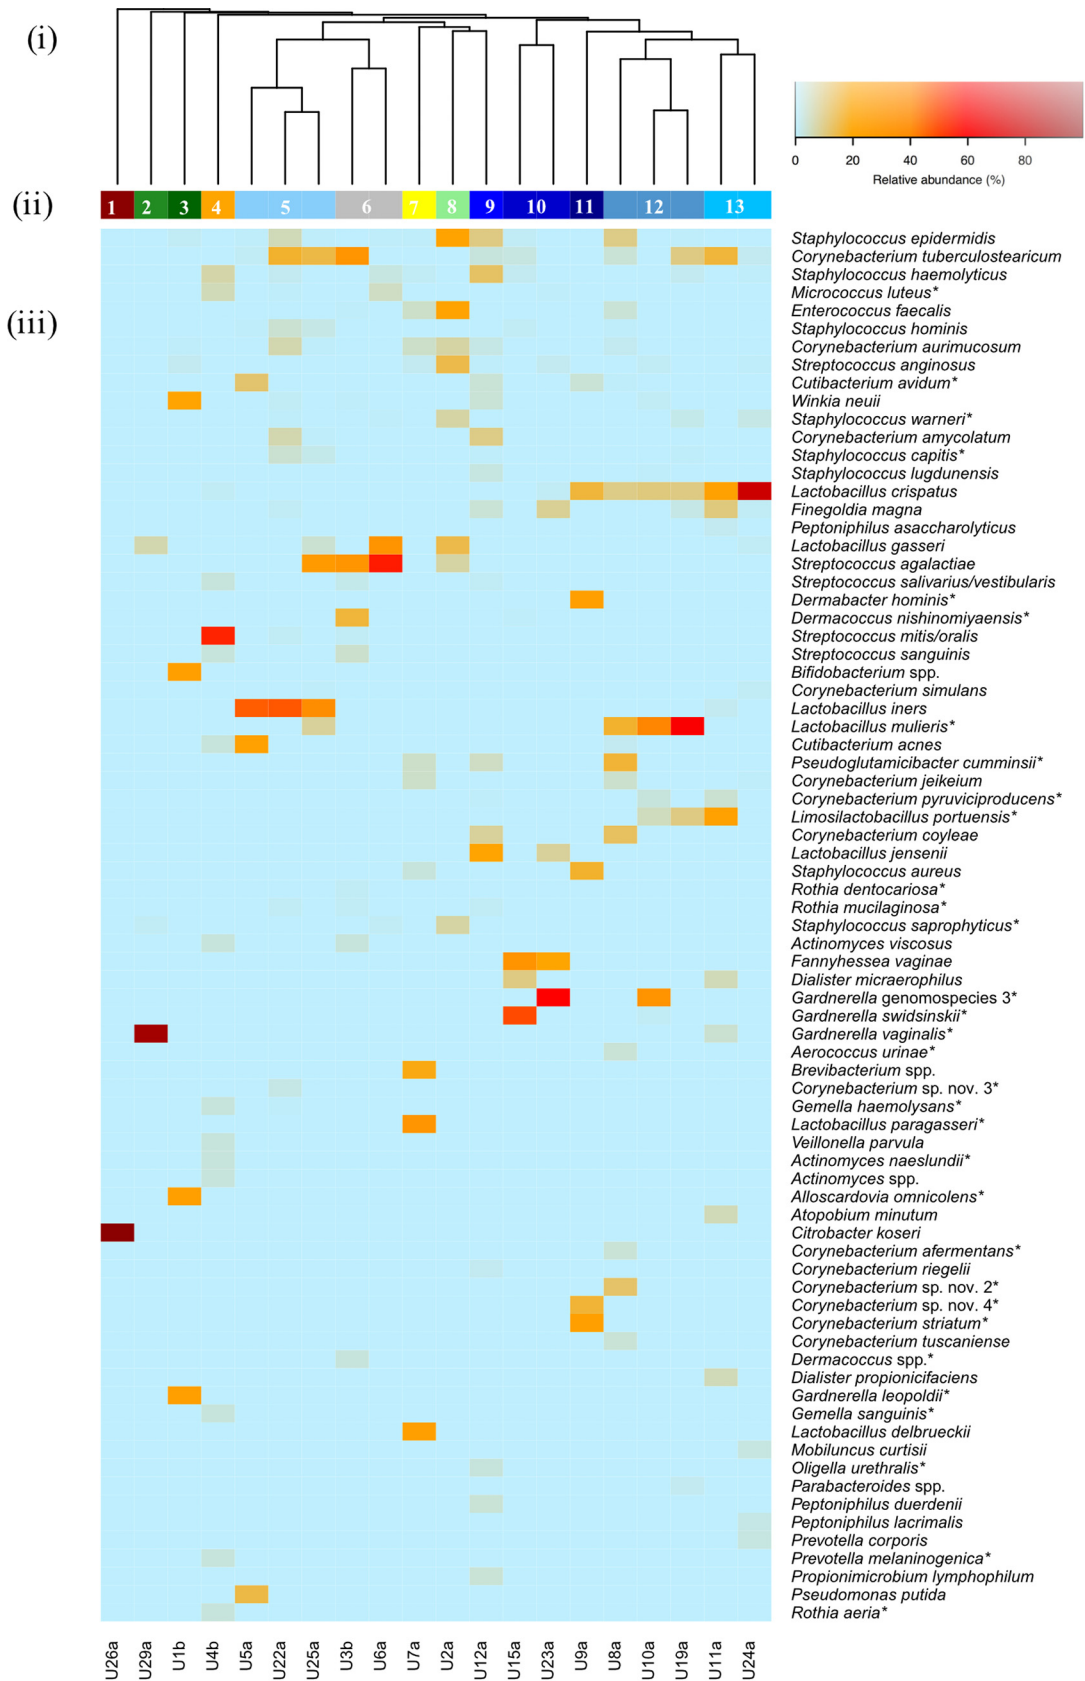 (i)
0 20 40 60 80
Relative abundance (%)
(ii)
1 2 3 4 5 6 7 8 9 10 11 12 13
(iii)
Staphylococcus epidermidis
Corynebacterium tuberculostearicum
Staphylococcus haemolyticus
Micrococcus luteus*
Enterococcus faecalis
Staphylococcus hominis
Corynebacterium aurimucosum
Streptococcus anginosus
Cutibacterium avidum*
Winkia neuii
Staphylococcus warneri*
Corynebacterium amycolatum
Staphylococcus capitis*
Staphylococcus lugdunensis
Lactobacillus crispatus
Finegoldia magna
Peptoniphilus asaccharolyticus
Lactobacillus gasseri
Streptococcus agalactiae
Streptococcus salivarius/vestibularis
Dermabacter hominis*
Dermacoccus nishinomiyaensis*
Streptococcus mitis/oralis
Streptococcus sanguinis
Bifidobacterium spp.
Corynebacterium simulans
Lactobacillus iners
Lactobacillus mulieris*
Cutibacterium acnes
Pseudoglutamicibacter cumminsii*
Corynebacterium jeikeium
Corynebacterium pyruviciproducens*
Limosilactobacillus portuensis*
Corynebacterium coyleae
Lactobacillus jensenii
Staphylococcus aureus
Rothia dentocariosa*
Rothia mucilaginosa*
Staphylococcus saprophyticus*
Actinomyces viscosus
Fannyhessea vaginae
Dialister micraerophilus
Gardnerella genomospecies 3*
Gardnerella swidsinskii*
Gardnerella vaginalis*
Aerococcus urinae*
Brevibacterium spp.
Corynebacterium sp. nov. 3*
Gemella haemolysans*
Lactobacillus paragasseri*
Veillonella parvula
Actinomyces naeslundii*
Actinomyces spp.
Alloscardovia omnicolens*
Atopobium minutum
Citrobacter koseri
Corynebacterium afermentans*
Corynebacterium riegelii
Corynebacterium sp. nov. 2*
Corynebacterium sp. nov. 4*
Corynebacterium striatum*
Corynebacterium tuscaniense
Dermacoccus spp.*
Dialister propionicifaciens
Gardnerella leopoldii*
Gemella sanguinis*
Lactobacillus delbrueckii
Mobiluncus curtisii
Oligella urethralis*
Parabacteroides spp.
Peptoniphilus duerdenii
Peptoniphilus lacrimalis
Prevotella corporis
Prevotella melaninogenica*
Propionimicrobium lymphophilum
Pseudomonas putida
Rothia aeria*
U26a U29a U1b U4b U5a U22a U25a U3b U6a U7a U2a U12a U15a U23a U9a U8a U10a U19a U11a U24a